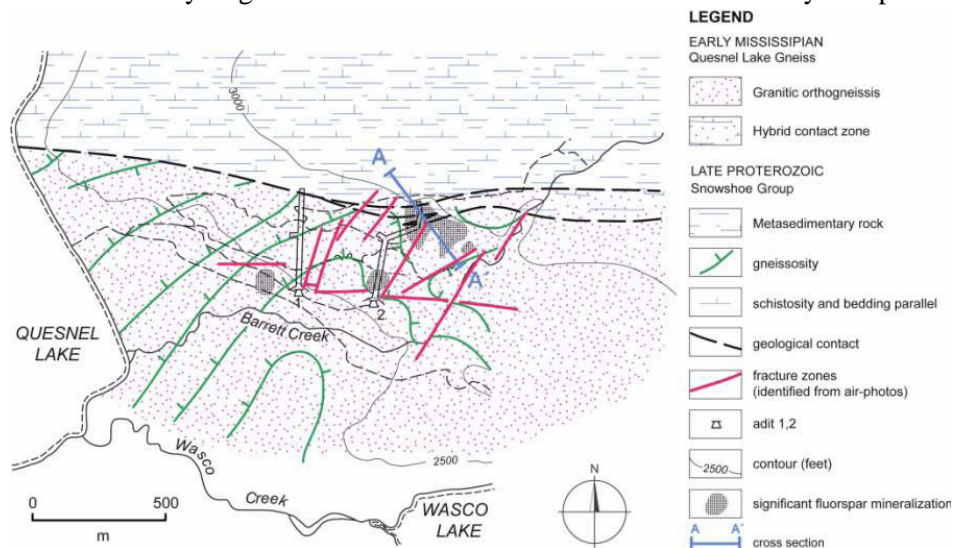 LEGEND
EARLY MISSISSIPIAN
Quesnel Lake Gneiss
Granitic orthogneissis
Hybrid contact zone
LATE PROTEROZOIC
Snowshoe Group
Metasedimentary rock
gneissosity
schistosity and bedding parallel
geological contact
fracture zones
(identified from air-photos)
adit 1,2
2500
contour (feet)
significant fluorspar mineralization
A A'
cross section
3000
A
A'
1
2
Barrett Creek
QUESNEL
LAKE
Wasco
Creek
2500
WASCO
LAKE
0 500
m
N